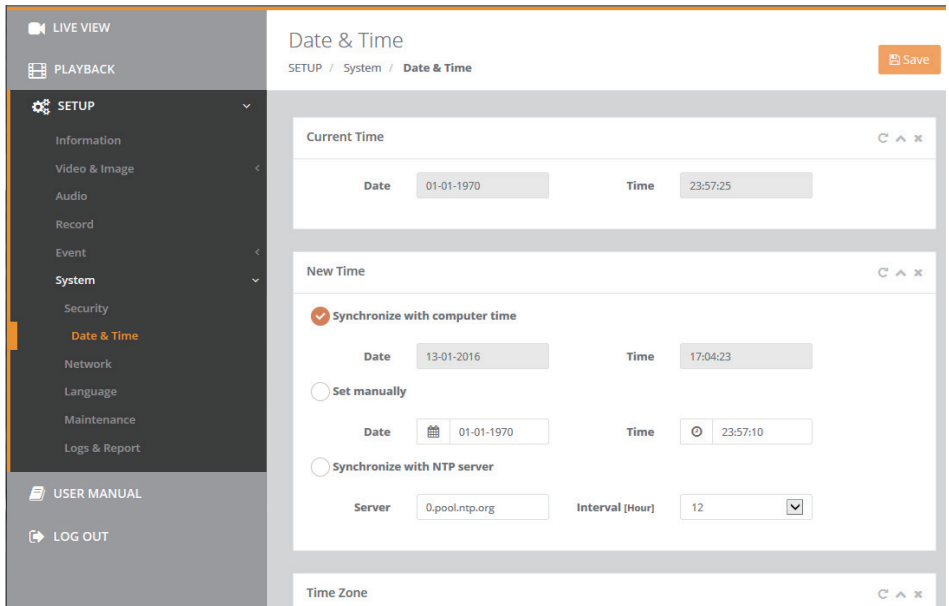 LIVE VIEW
PLAYBACK
SETUP
Information
Video & Image
Audio
Record
Event
System
Security
Date & Time
Network
Language
Maintenance
Logs & Report
USER MANUAL
LOG OUT
Date & Time
SETUP / System / Date & Time
Save
Current Time
Date 01-01-1970 Time 23:57:25
New Time
Synchronize with computer time
Date 13-01-2016 Time 17:04:23
Set manually
Date 01-01-1970 Time 23:57:10
Synchronize with NTP server
Server 0.pool.ntp.org Interval [Hour] 12
Time Zone